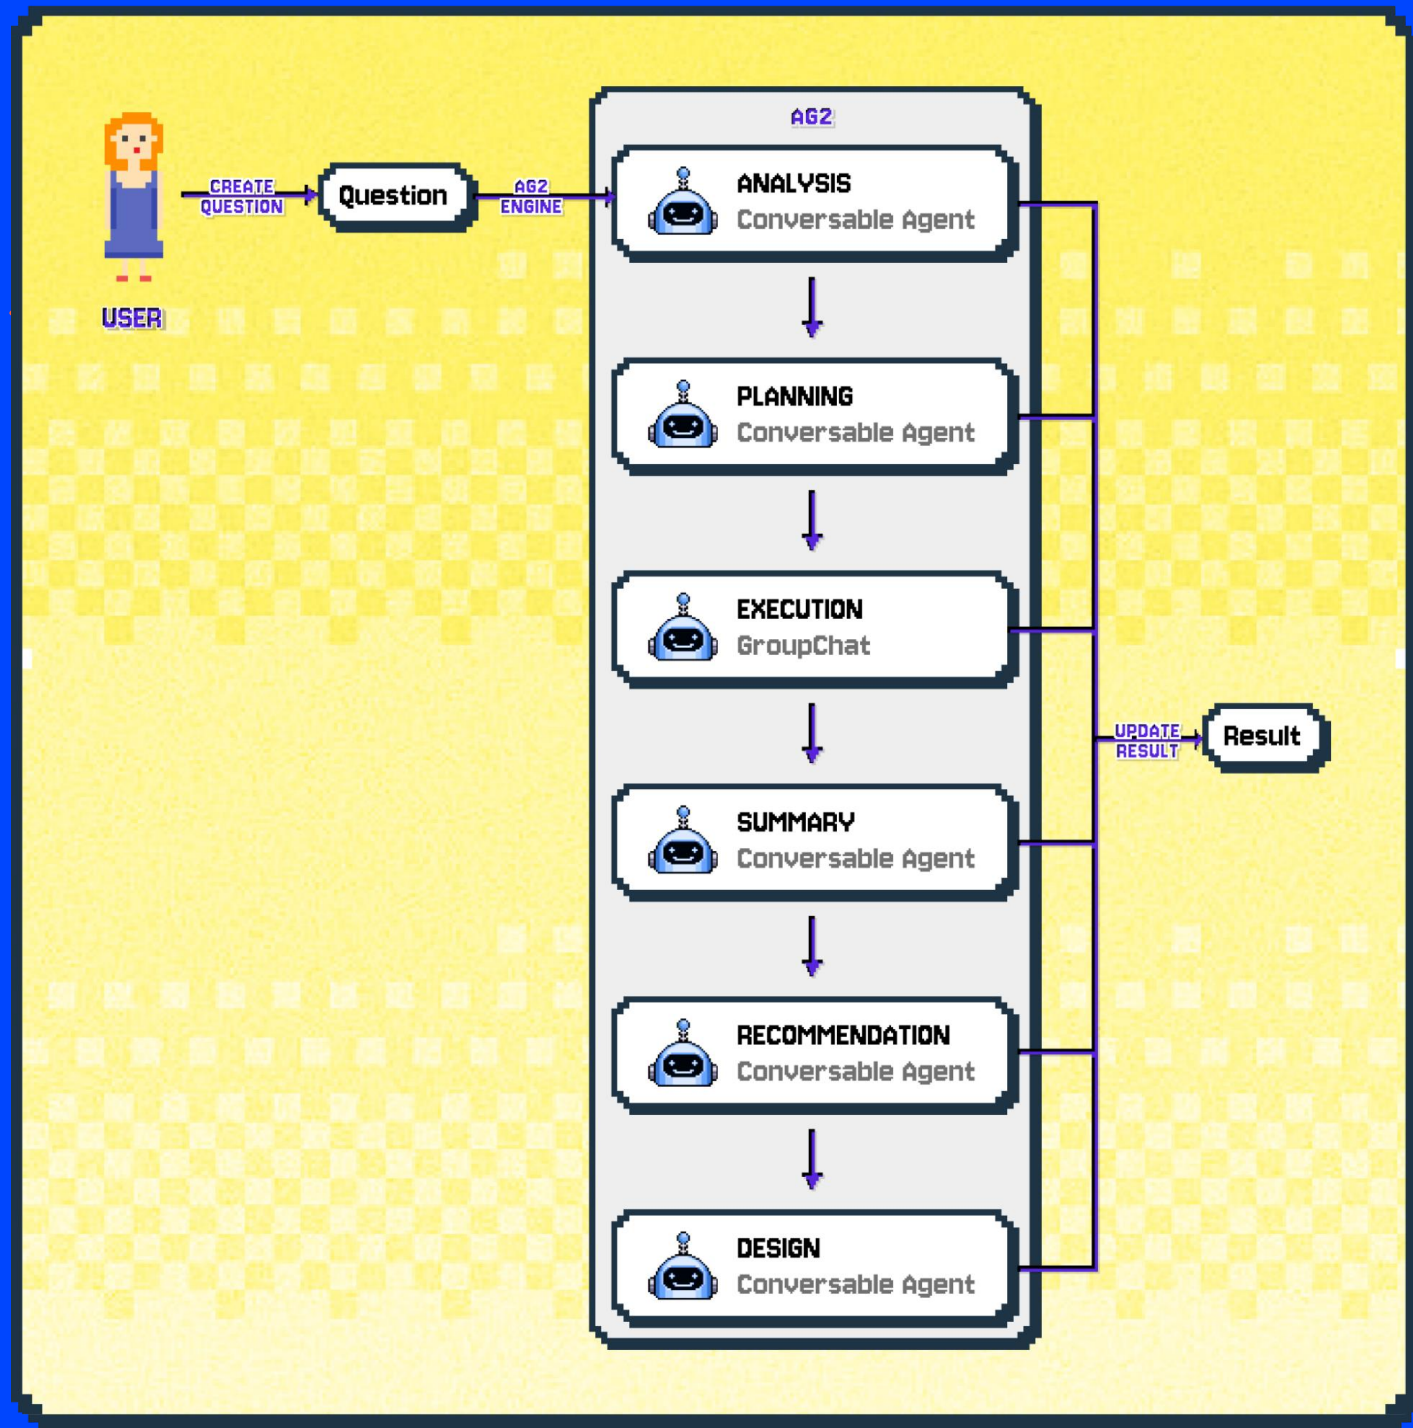 AG2
CREATE
QUESTION
Question
AG2
ENGINE
USER
ANALYSIS
Conversable Agent
PLANNING
Conversable Agent
EXECUTION
GroupChat
SUMMARY
Conversable Agent
RECOMMENDATION
Conversable Agent
DESIGN
Conversable Agent
UPDATE
RESULT
Result